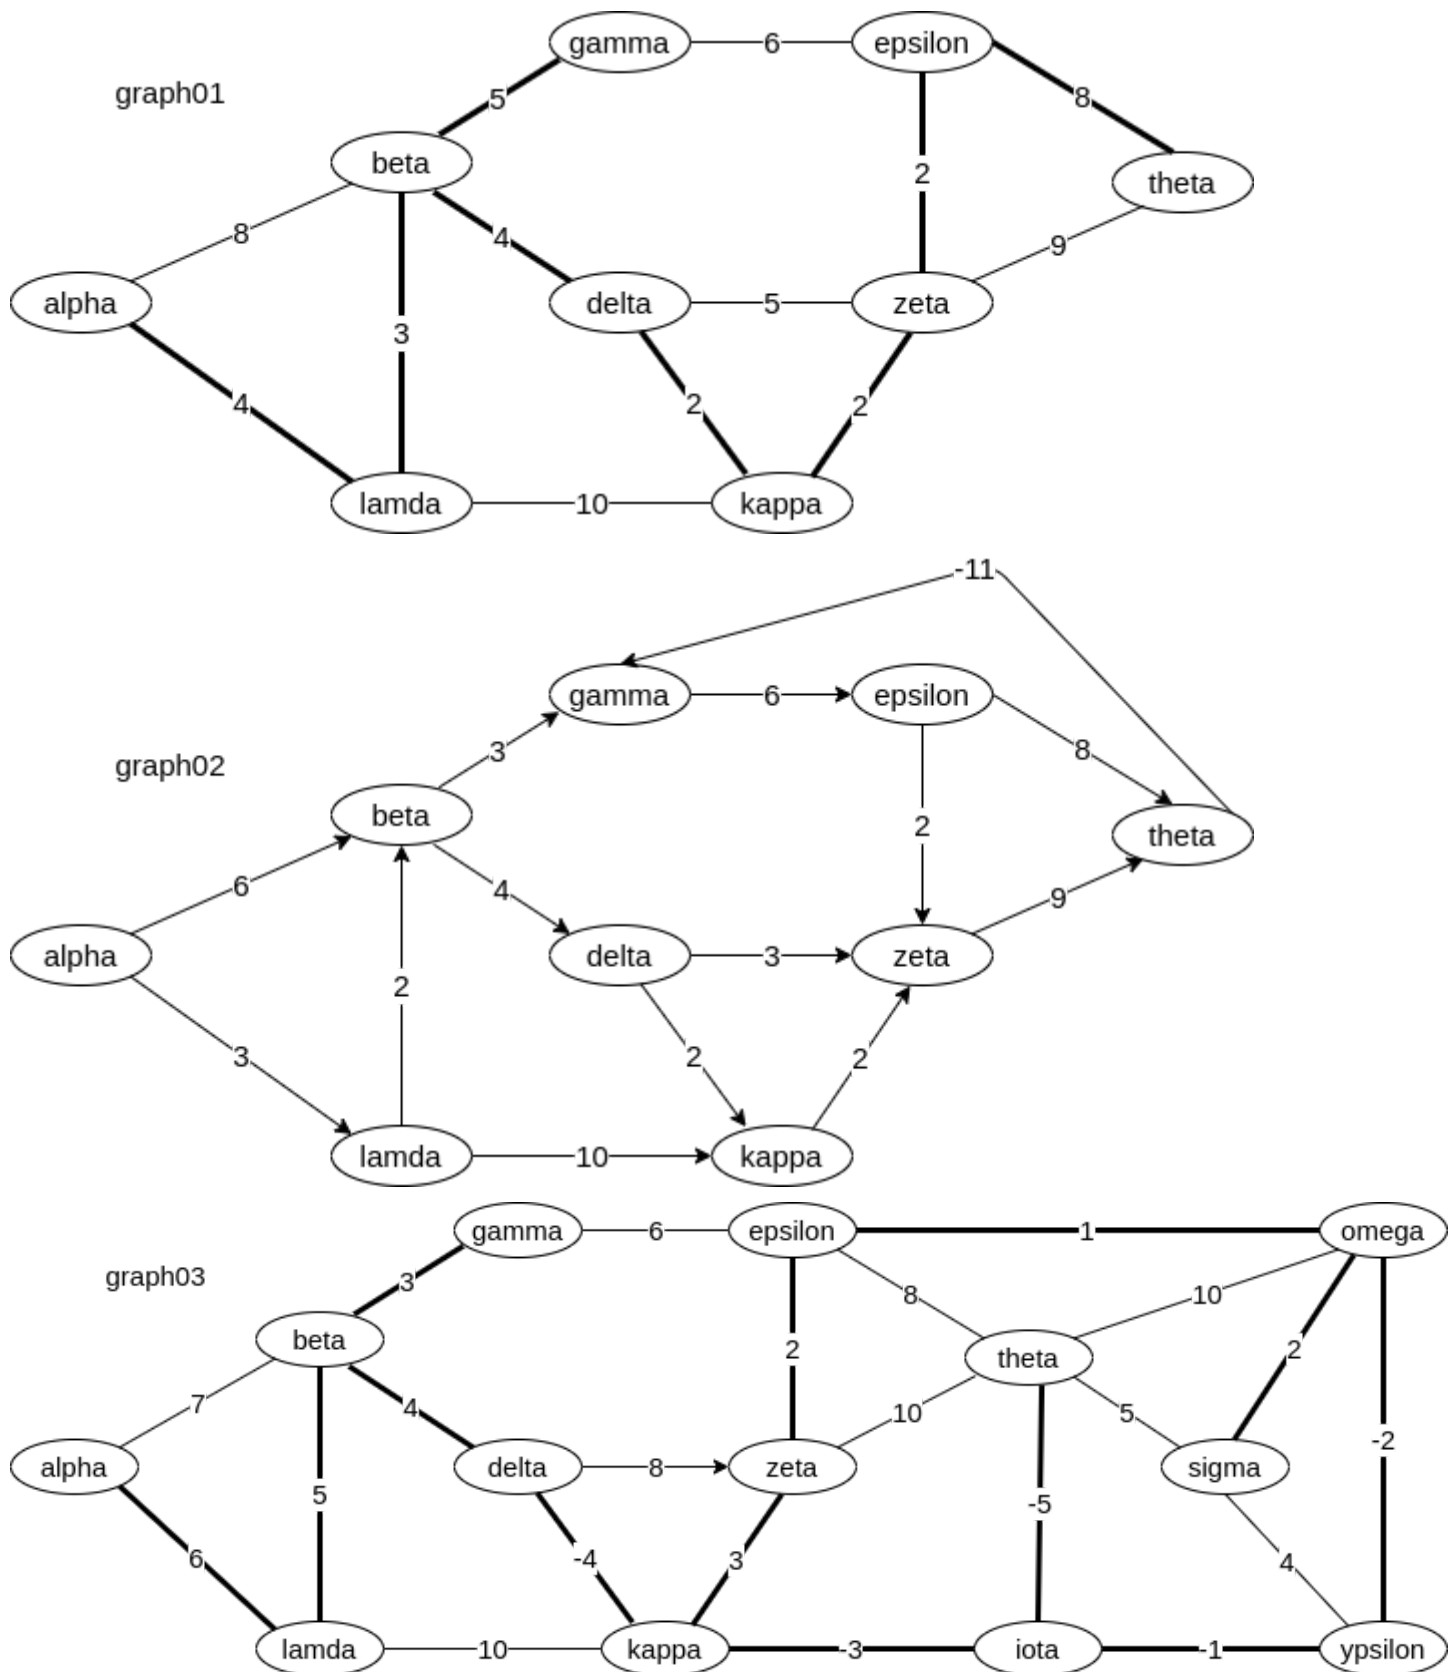 gamma 6 epsilon
graph01 5 8
beta 2 theta
8 4 9
alpha 3 delta 5 zeta
4 2 2
lamda 10 kappa
-11
gamma 6 epsilon
graph02 3 8
beta 2 theta
6 4 9
alpha 2 delta 3 zeta
3 2 2
lamda 10 kappa
gamma 6 epsilon 1 omega
graph03 3 8 10
beta 2 theta 2
7 4 10 5 -2
alpha delta 8 zeta sigma
5 -5
6 -4 3 4
lamda 10 kappa -3 iota -1 ypsilon